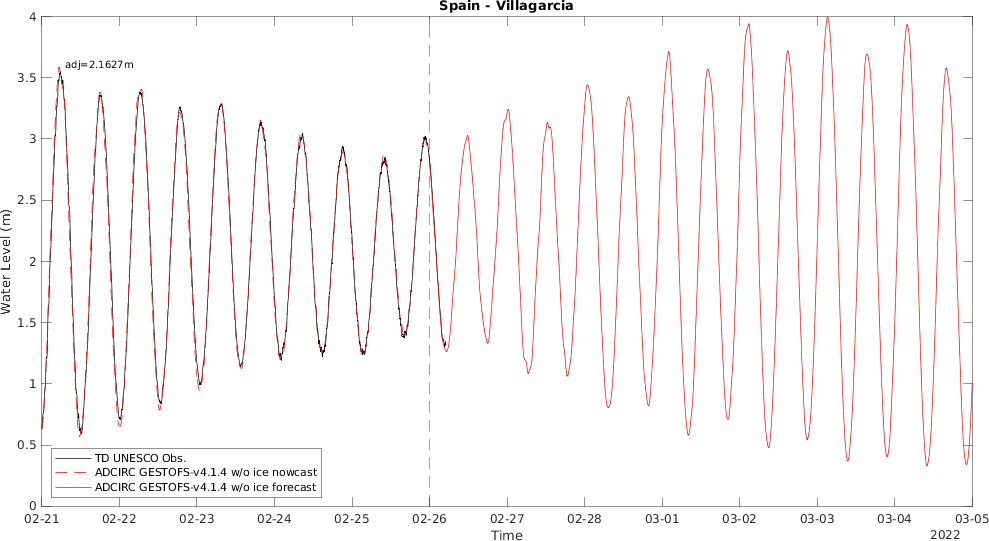 Spain - Villagarcia
adj=2.1627m
Water Level (m)
4
3.5
3
2.5
2
1.5
1
0.5
0
TD UNESCO Obs.
ADCIRC GESTOFS-v4.1.4 w/o ice nowcast
ADCIRC GESTOFS-v4.1.4 w/o ice forecast
02-21 02-22 02-23 02-24 02-25 02-26 02-27 02-28 03-01 03-02 03-03 03-04 03-05
Time
2022